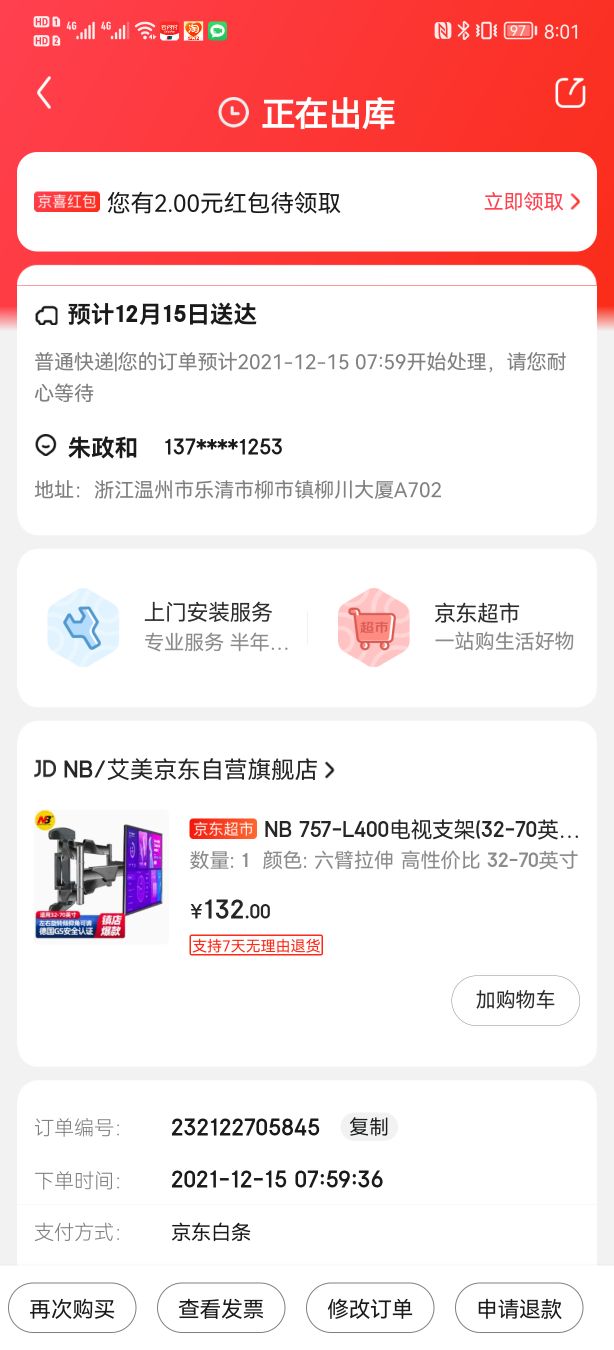 HD 1 4G 4G 97 8:01
HD 2
正在出库
京喜红包 您有2.00元红包待领取 立即领取
预计12月15日送达
普通快递|您的订单预计2021-12-15 07:59开始处理，请您耐
心等待
朱政和 137****1253
地址：浙江温州市乐清市柳市镇柳川大厦A702
上门安装服务
专业服务 半年...
超市
京东超市
一站购生活好物
JD NB/艾美京东自营旗舰店
NB
适用32-70英寸
左右旋转倾仰角可调
德国GS安全认证
镇店
爆款
京东超市 NB 757-L400电视支架(32-70英...
数量: 1 颜色: 六臂拉伸 高性价比 32-70英寸
¥132.00
支持7天无理由退货
加购物车
订单编号: 232122705845 复制
下单时间: 2021-12-15 07:59:36
支付方式: 京东白条
再次购买 查看发票 修改订单 申请退款